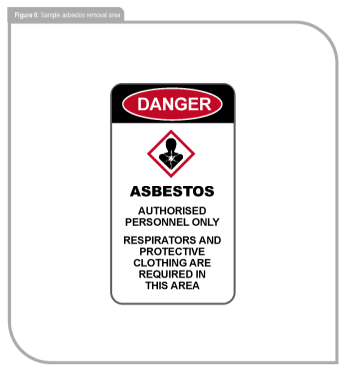 Figure 6: Sample asbestos removal area
DANGER
ASBESTOS
AUTHORISED
PERSONNEL ONLY
RESPIRATORS AND
PROTECTIVE
CLOTHING ARE
REQUIRED IN
THIS AREA